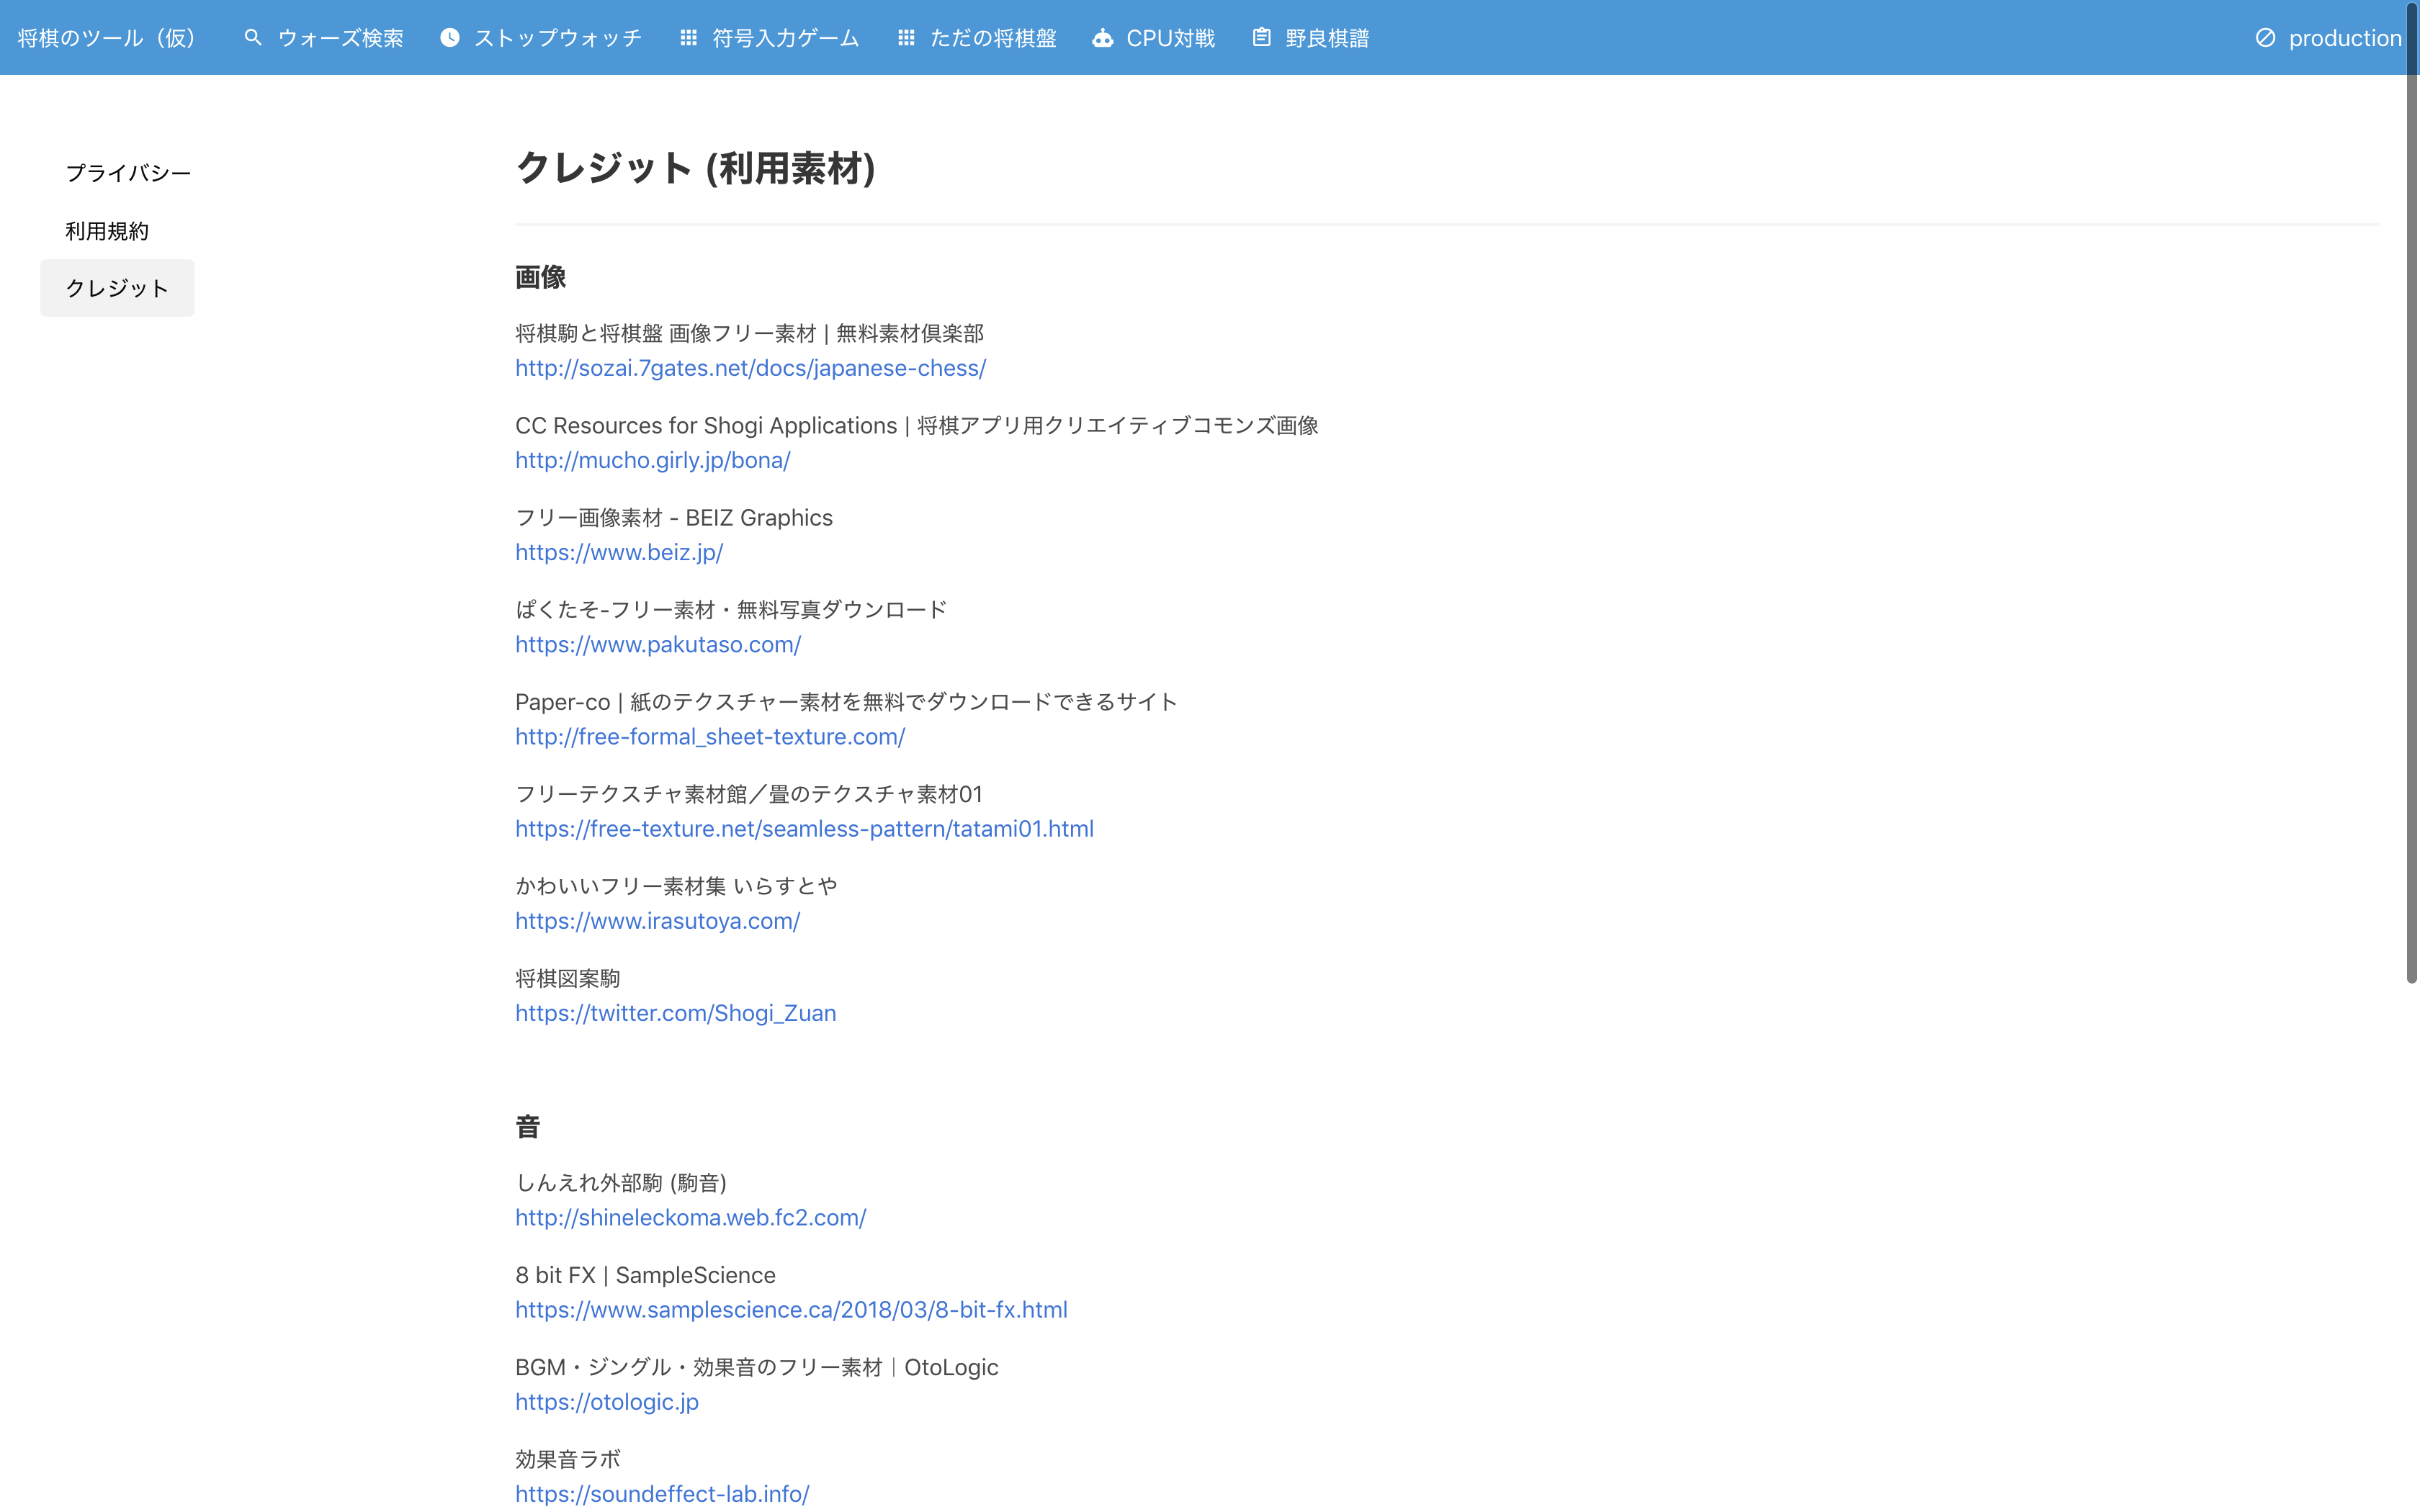 将棋のツール（仮）
ウォーズ検索
ストップウォッチ
符号入力ゲーム
ただの将棋盤
CPU対戦
野良棋譜
production
プライバシー
利用規約
クレジット
クレジット (利用素材)
画像
将棋駒と将棋盤 画像フリー素材 | 無料素材倶楽部
http://sozai.7gates.net/docs/japanese-chess/
CC Resources for Shogi Applications | 将棋アプリ用クリエイティブコモンズ画像
http://mucho.girly.jp/bona/
フリー画像素材 - BEIZ Graphics
https://www.beiz.jp/
ぱくたそ-フリー素材・無料写真ダウンロード
https://www.pakutaso.com/
Paper-co | 紙のテクスチャー素材を無料でダウンロードできるサイト
http://free-formal_sheet-texture.com/
フリーテクスチャ素材館／畳のテクスチャ素材01
https://free-texture.net/seamless-pattern/tatami01.html
かわいいフリー素材集 いらすとや
https://www.irasutoya.com/
将棋図案駒
https://twitter.com/Shogi_Zuan
音
しんえれ外部駒 (駒音)
http://shineleckoma.web.fc2.com/
8 bit FX | SampleScience
https://www.samplescience.ca/2018/03/8-bit-fx.html
BGM・ジングル・効果音のフリー素材｜OtoLogic
https://otologic.jp
効果音ラボ
https://soundeffect-lab.info/